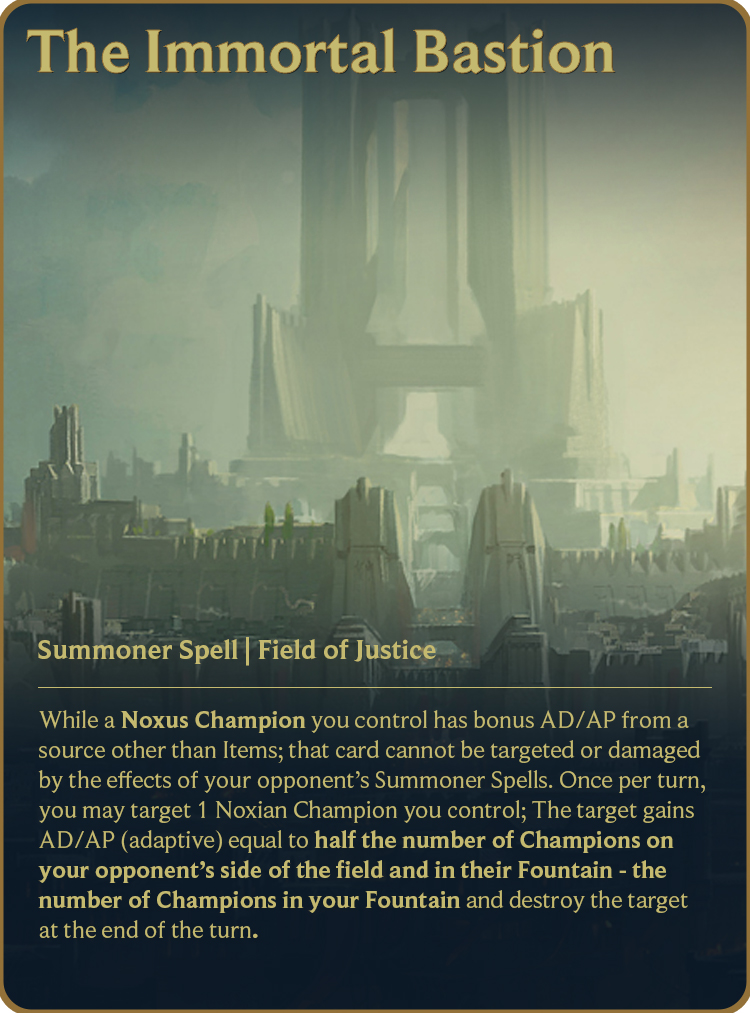 The Immortal Bastion
Summoner Spell | Field of Justice
While a Noxus Champion you control has bonus AD/AP from a
source other than Items; that card cannot be targeted or damaged
by the effects of your opponent’s Summoner Spells. Once per turn,
you may target 1 Noxian Champion you control; The target gains
AD/AP (adaptive) equal to half the number of Champions on
your opponent’s side of the field and in their Fountain - the
number of Champions in your Fountain and destroy the target
at the end of the turn.